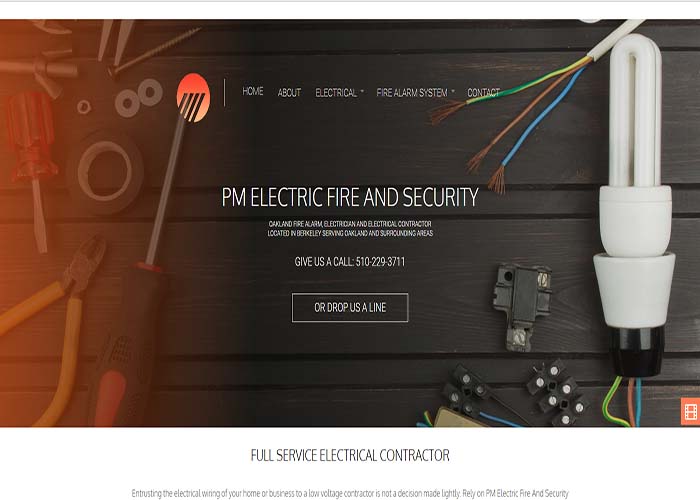 HOME ABOUT ELECTRICAL FIRE ALARM SYSTEM CONTACT
PM ELECTRIC FIRE AND SECURITY
OAKLAND FIRE ALARM, ELECTRICIAN AND ELECTRICAL CONTRACTOR
LOCATED IN BERKELEY SERVING OAKLAND AND SURROUNDING AREAS
GIVE US A CALL: 510-229-3711
OR DROP US A LINE
FULL SERVICE ELECTRICAL CONTRACTOR
Entrusting the electrical wiring of your home or business to a low voltage contractor is not a decision made lightly. Rely on PM Electric Fire And Security